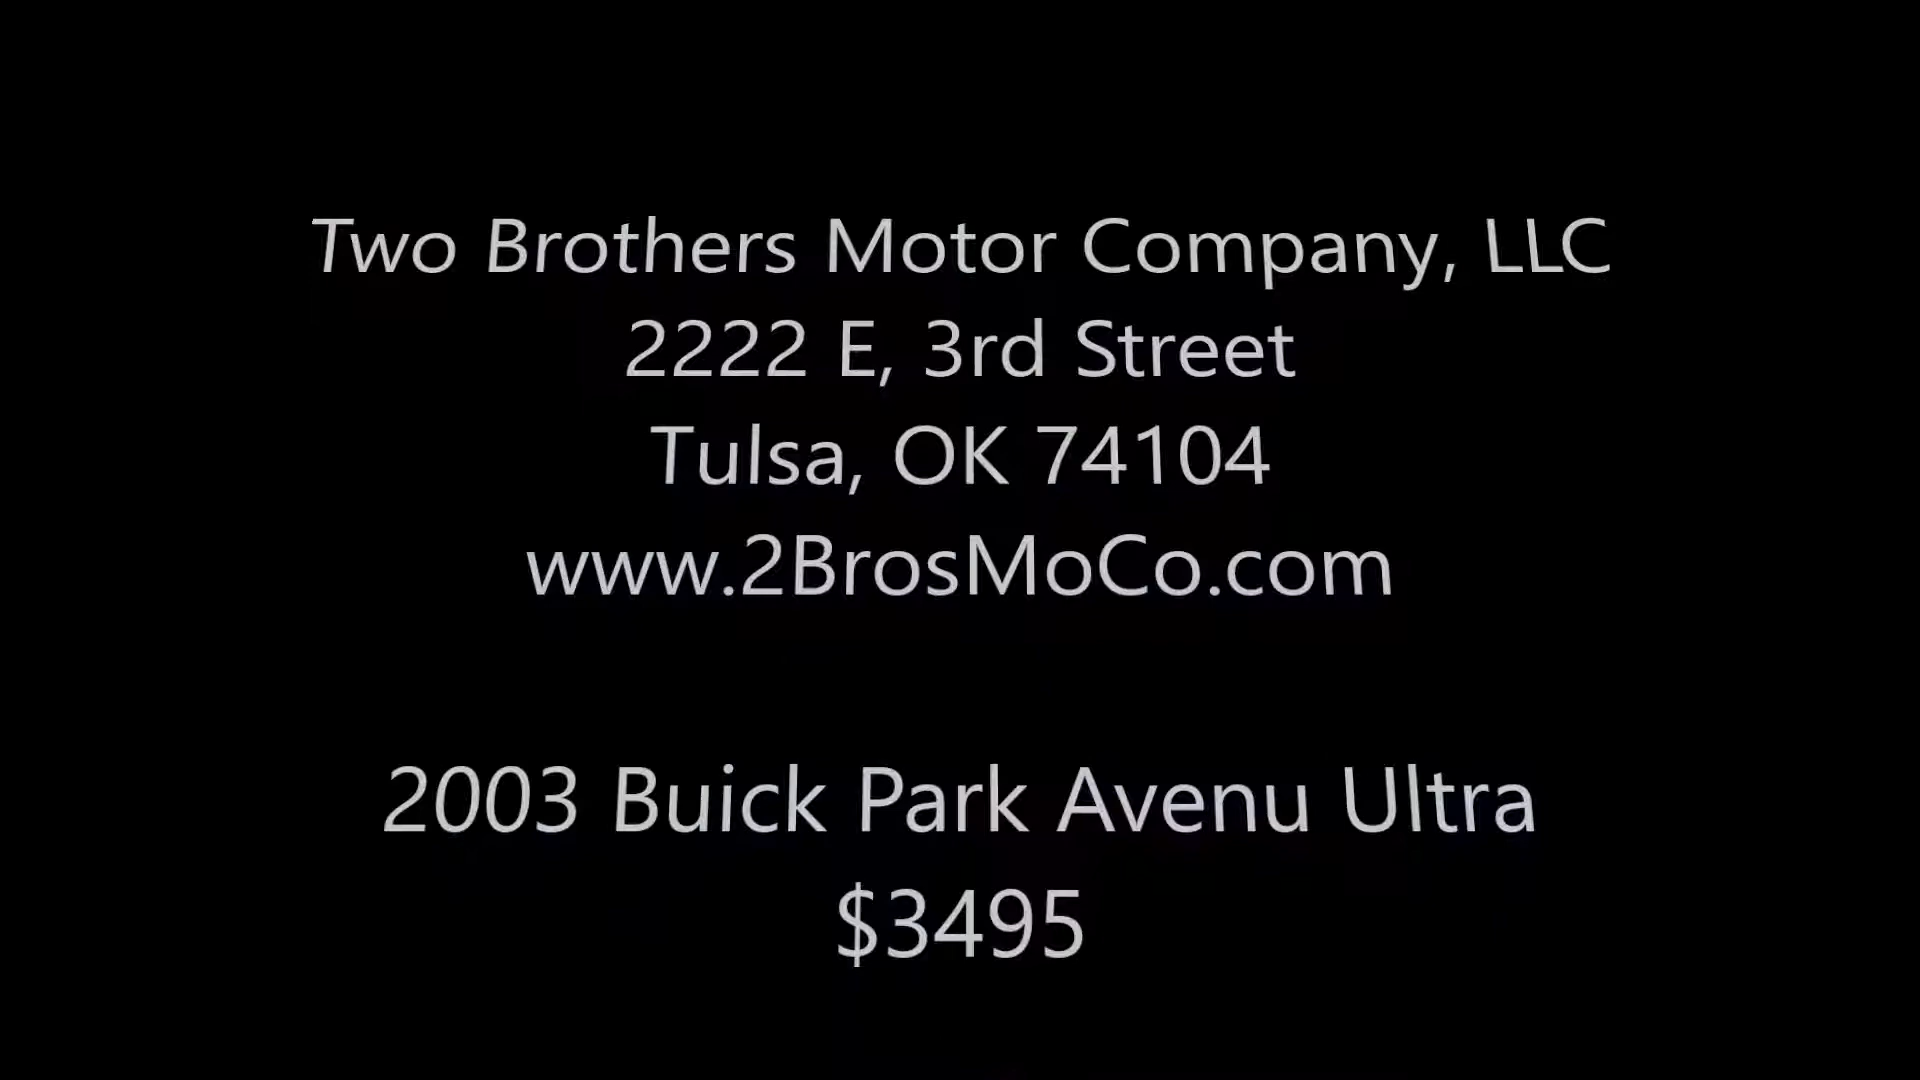 Two Brothers Motor Company, LLC
2222 E, 3rd Street
Tulsa, OK 74104
www.2BrosMoCo.com
2003 Buick Park Avenu Ultra
$3495